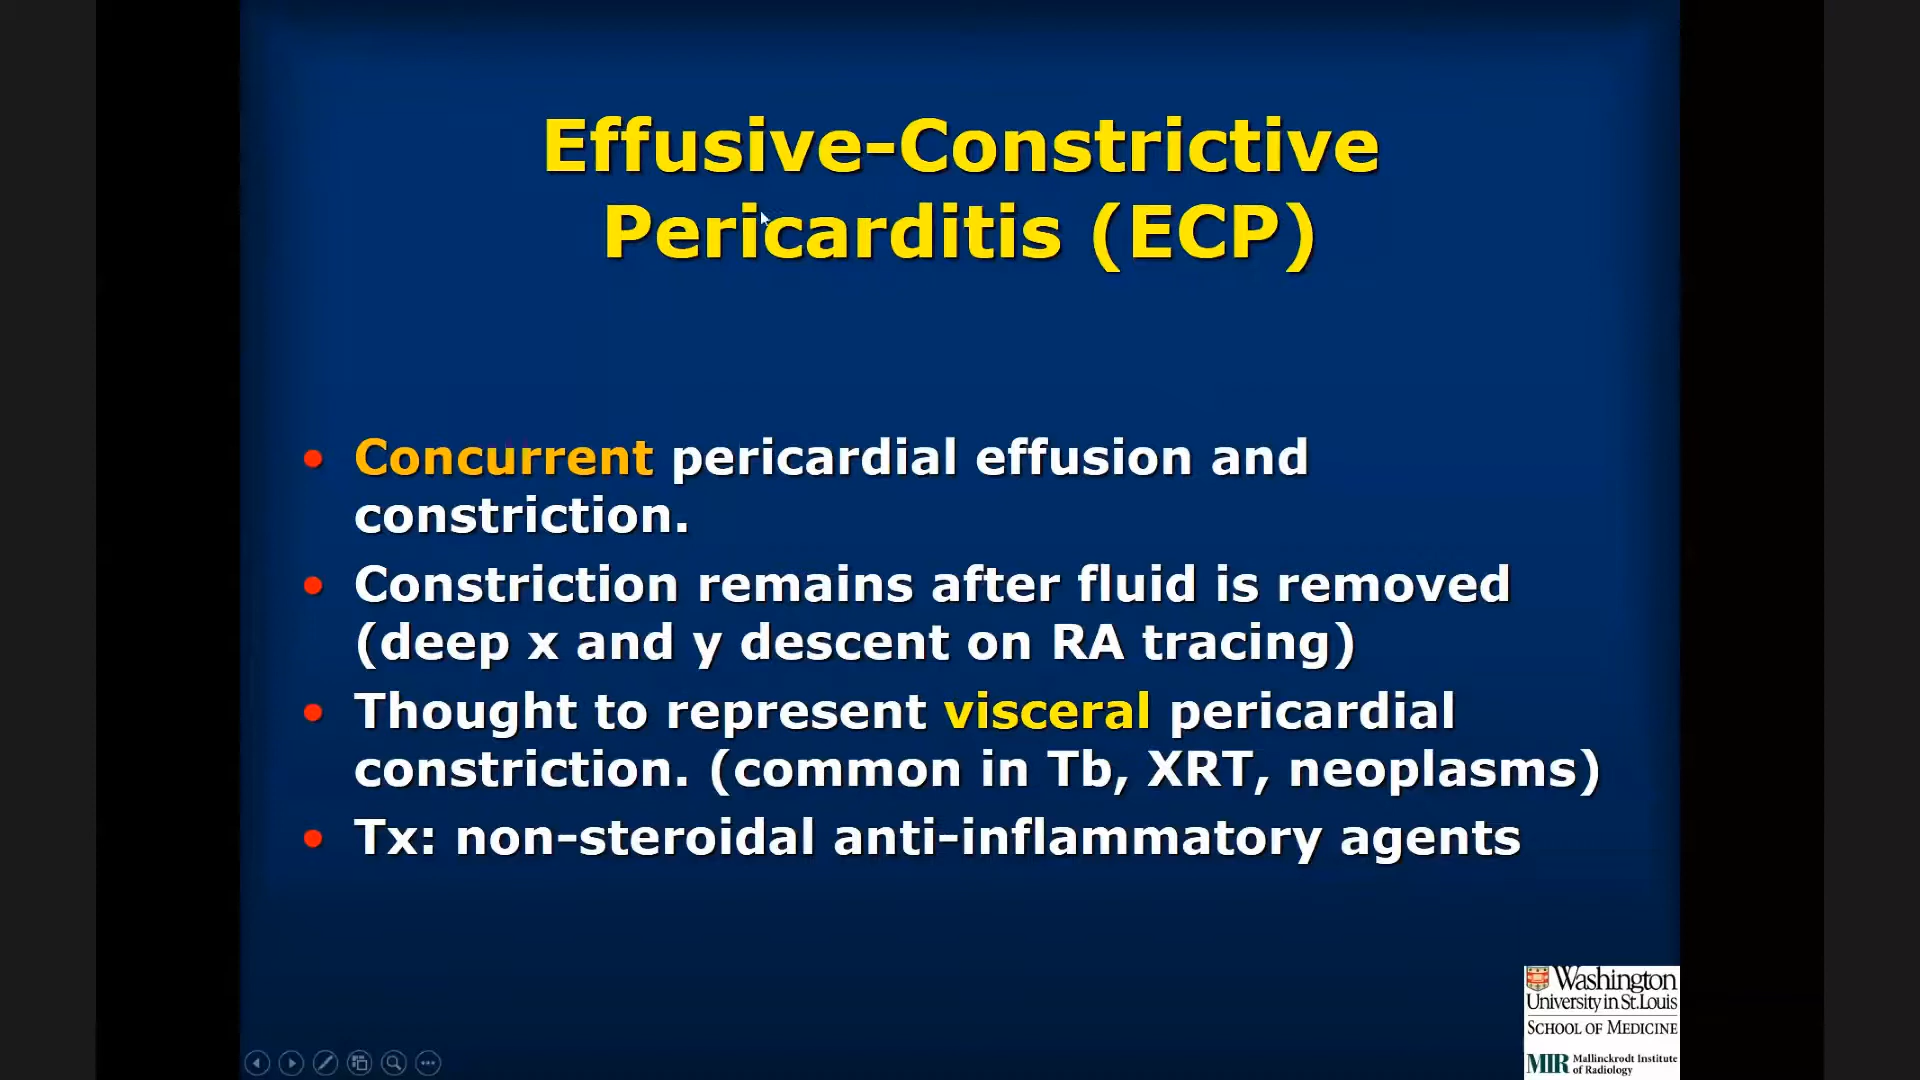 Effusive-Constrictive
Pericarditis (ECP)
• Concurrent pericardial effusion and
constriction.
• Constriction remains after fluid is removed
(deep x and y descent on RA tracing)
• Thought to represent visceral pericardial
constriction. (common in Tb, XRT, neoplasms)
• Tx: non-steroidal anti-inflammatory agents
Washington
University in St. Louis
SCHOOL OF MEDICINE
MIR Mallinckrodt Institute
of Radiology